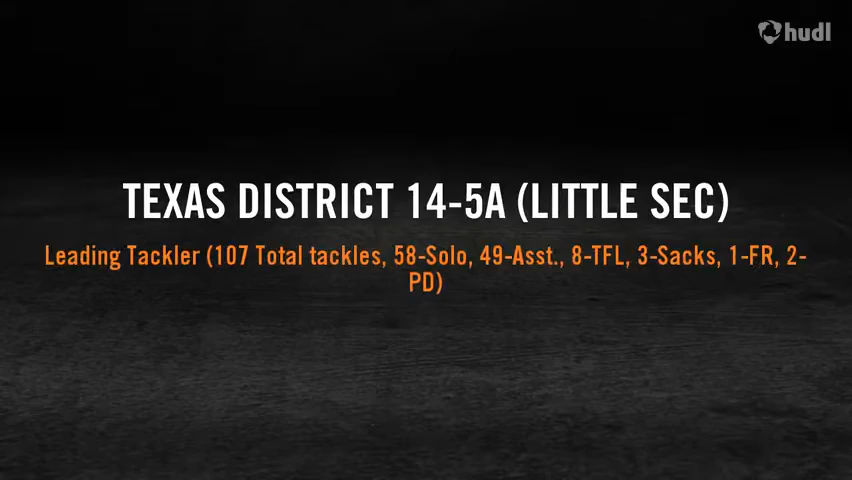 hudl
TEXAS DISTRICT 14-5A (LITTLE SEC)
Leading Tackler (107 Total tackles, 58-Solo, 49-Asst., 8-TFL, 3-Sacks, 1-FR, 2-
PD)